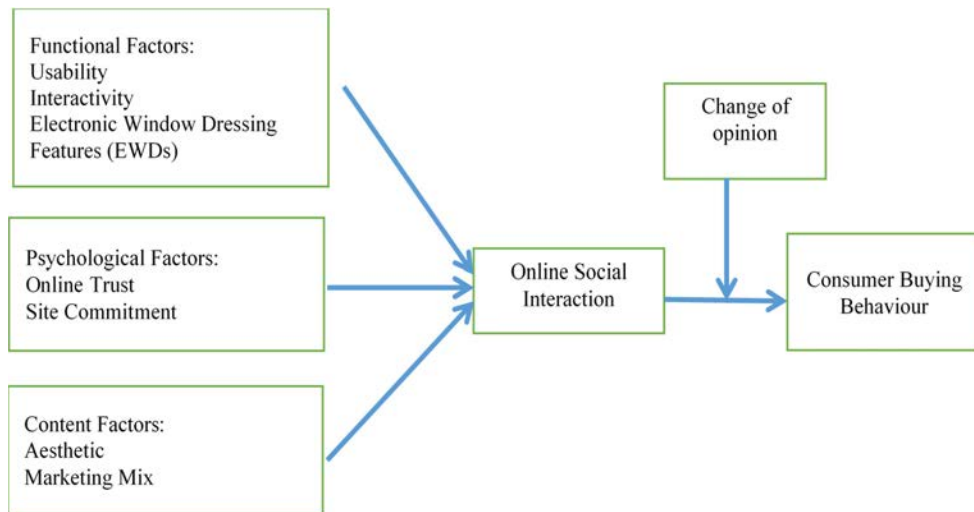 Functional Factors:
Usability
Interactivity
Electronic Window Dressing
Features (EWDs)
Change of
opinion
Psychological Factors:
Online Trust
Site Commitment
Online Social
Interaction
Consumer Buying
Behaviour
Content Factors:
Aesthetic
Marketing Mix